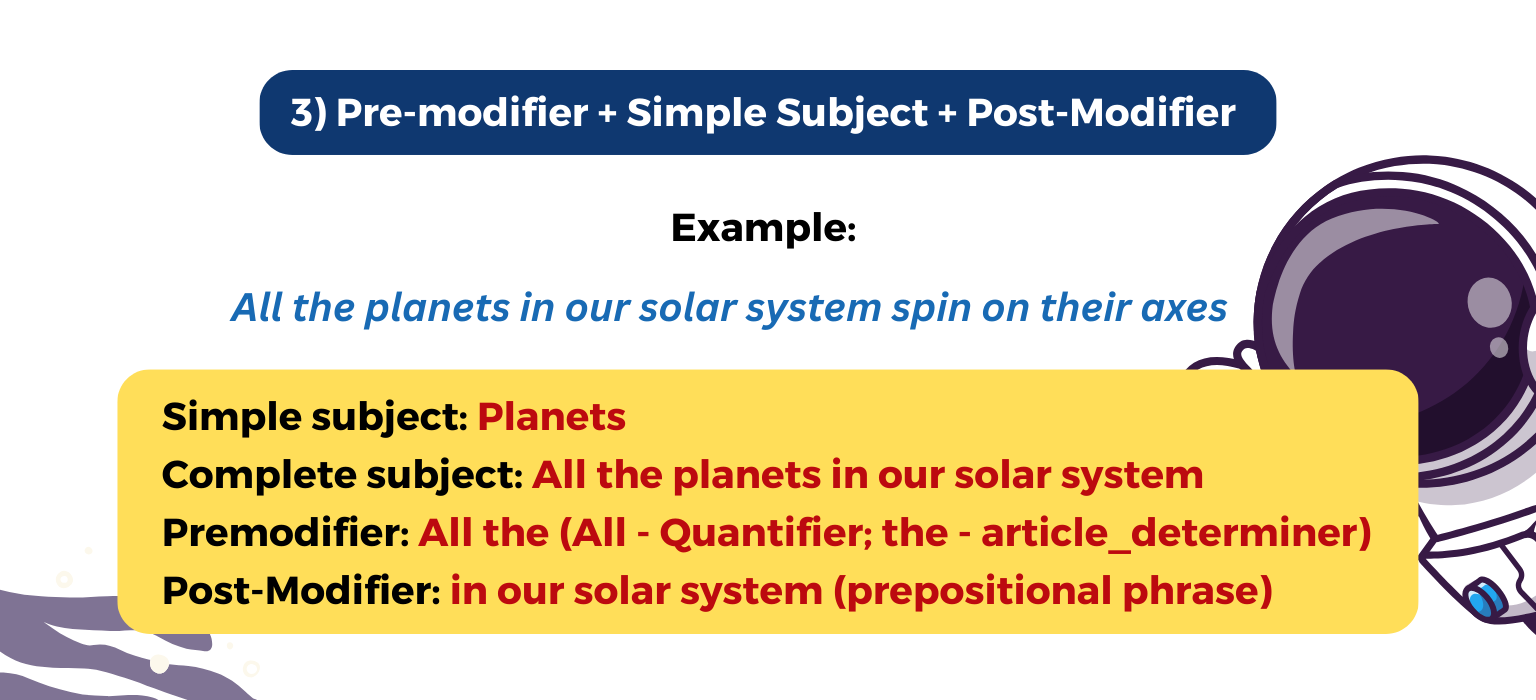 3) Pre-modifier + Simple Subject + Post-Modifier
Example:
All the planets in our solar system spin on their axes
Simple subject: Planets
Complete subject: All the planets in our solar system
Premodifier: All the (All - Quantifier; the - article_determiner)
Post-Modifier: in our solar system (prepositional phrase)